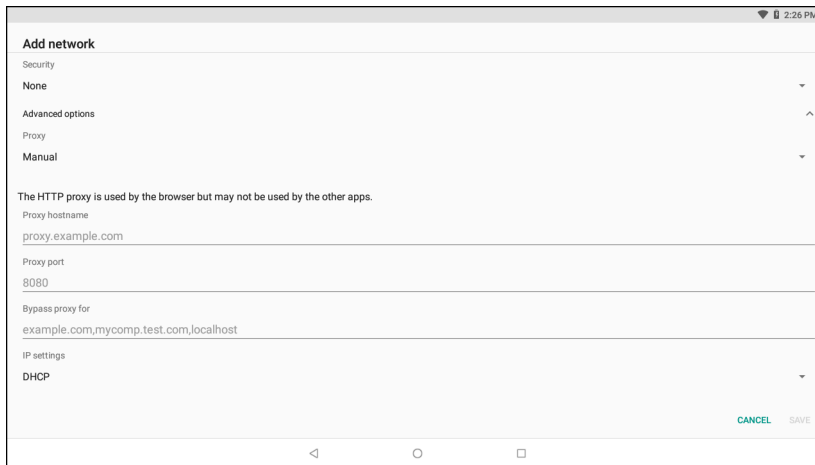 2:26 PM
Add network
Security
None
Advanced options
Proxy
Manual
The HTTP proxy is used by the browser but may not be used by the other apps.
Proxy hostname
proxy.example.com
Proxy port
8080
Bypass proxy for
example.com,mycomp.test.com,localhost
IP settings
DHCP
CANCEL SAVE